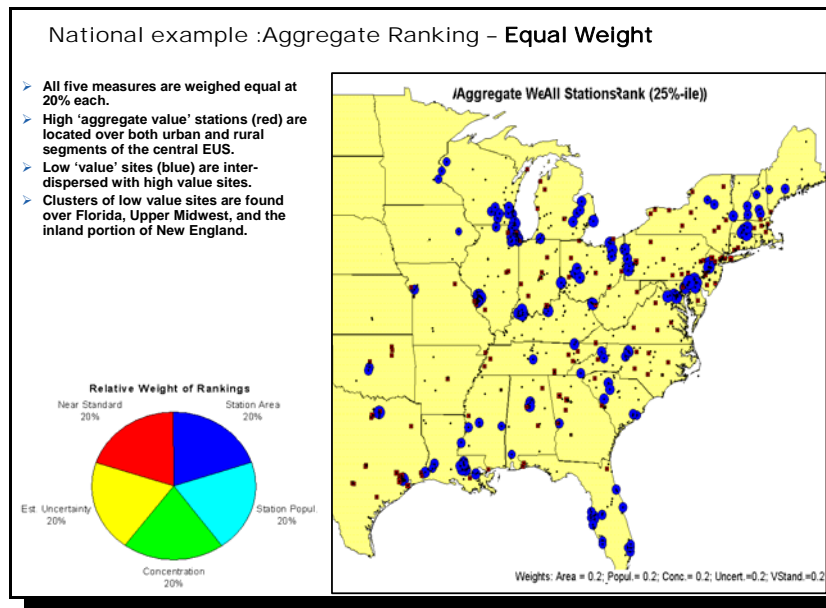 National example :Aggregate Ranking – Equal Weight
All five measures are weighed equal at
20% each.
High ‘aggregate value’ stations (red) are
located over both urban and rural
segments of the central EUS.
Low ‘value’ sites (blue) are inter-
dispersed with high value sites.
Clusters of low value sites are found
over Florida, Upper Midwest, and the
inland portion of New England.
Relative Weight of Rankings
Near Standard
20%
Station Area
20%
Est. Uncertainty
20%
Station Popul.
20%
Concentration
20%
All Stations Rank (25%-ile))
Weights: Area = 0.2; Popul.= 0.2; Conc.= 0.2; Uncert.=0.2; VStand.=0.2